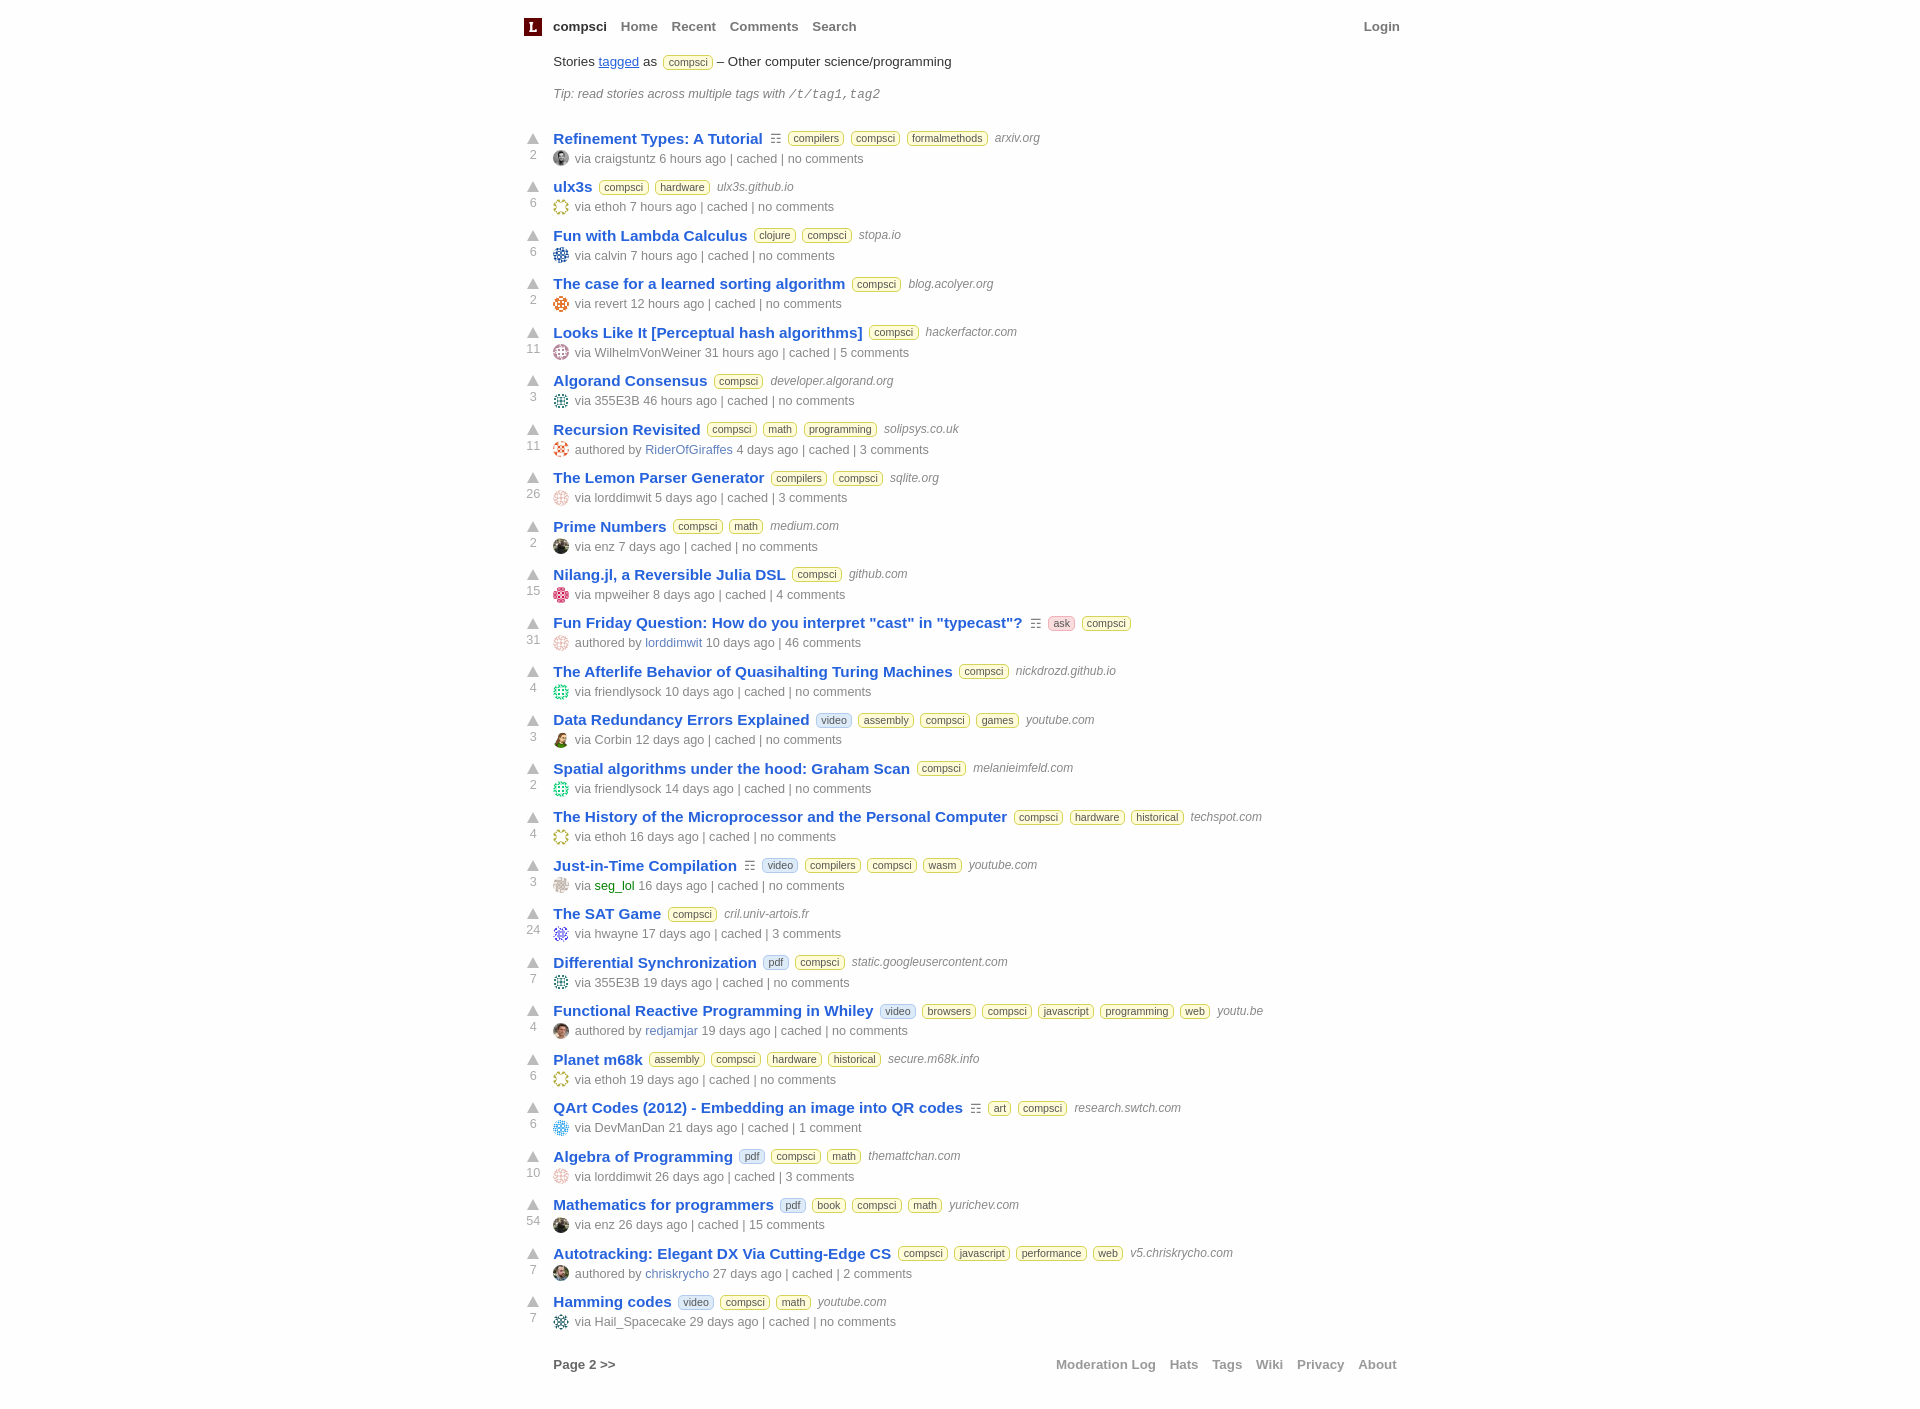 L compsci Home Recent Comments Search Login
Stories tagged as compsci – Other computer science/programming
Tip: read stories across multiple tags with /t/tag1,tag2
Refinement Types: A Tutorial ☶ compilers compsci formalmethods arxiv.org
2 via craigstuntz 6 hours ago | cached | no comments
ulx3s compsci hardware ulx3s.github.io
6 via ethoh 7 hours ago | cached | no comments
Fun with Lambda Calculus clojure compsci stopa.io
6 via calvin 7 hours ago | cached | no comments
The case for a learned sorting algorithm compsci blog.acolyer.org
2 via revert 12 hours ago | cached | no comments
Looks Like It [Perceptual hash algorithms] compsci hackerfactor.com
11 via WilhelmVonWeiner 31 hours ago | cached | 5 comments
Algorand Consensus compsci developer.algorand.org
3 via 355E3B 46 hours ago | cached | no comments
Recursion Revisited compsci math programming solipsys.co.uk
11 authored by RiderOfGiraffes 4 days ago | cached | 3 comments
The Lemon Parser Generator compilers compsci sqlite.org
26 via lorddimwit 5 days ago | cached | 3 comments
Prime Numbers compsci math medium.com
2 via enz 7 days ago | cached | no comments
Nilang.jl, a Reversible Julia DSL compsci github.com
15 via mpweiher 8 days ago | cached | 4 comments
Fun Friday Question: How do you interpret "cast" in "typecast"? ☶ ask compsci
31 authored by lorddimwit 10 days ago | 46 comments
The Afterlife Behavior of Quasihalting Turing Machines compsci nickdrozd.github.io
4 via friendlysock 10 days ago | cached | no comments
Data Redundancy Errors Explained video assembly compsci games youtube.com
3 via Corbin 12 days ago | cached | no comments
Spatial algorithms under the hood: Graham Scan compsci melanieimfeld.com
2 via friendlysock 14 days ago | cached | no comments
The History of the Microprocessor and the Personal Computer compsci hardware historical techspot.com
4 via ethoh 16 days ago | cached | no comments
Just-in-Time Compilation ☶ video compilers compsci wasm youtube.com
3 via seg_lol 16 days ago | cached | no comments
The SAT Game compsci cril.univ-artois.fr
24 via hwayne 17 days ago | cached | 3 comments
Differential Synchronization pdf compsci static.googleusercontent.com
7 via 355E3B 19 days ago | cached | no comments
Functional Reactive Programming in Whiley video browsers compsci javascript programming web youtu.be
4 authored by redjamjar 19 days ago | cached | no comments
Planet m68k assembly compsci hardware historical secure.m68k.info
6 via ethoh 19 days ago | cached | no comments
QArt Codes (2012) - Embedding an image into QR codes ☶ art compsci research.swtch.com
6 via DevManDan 21 days ago | cached | 1 comment
Algebra of Programming pdf compsci math themattchan.com
10 via lorddimwit 26 days ago | cached | 3 comments
Mathematics for programmers pdf book compsci math yurichev.com
54 via enz 26 days ago | cached | 15 comments
Autotracking: Elegant DX Via Cutting-Edge CS compsci javascript performance web v5.chriskrycho.com
7 authored by chriskrycho 27 days ago | cached | 2 comments
Hamming codes video compsci math youtube.com
7 via Hail_Spacecake 29 days ago | cached | no comments
Page 2 >> Moderation Log Hats Tags Wiki Privacy About